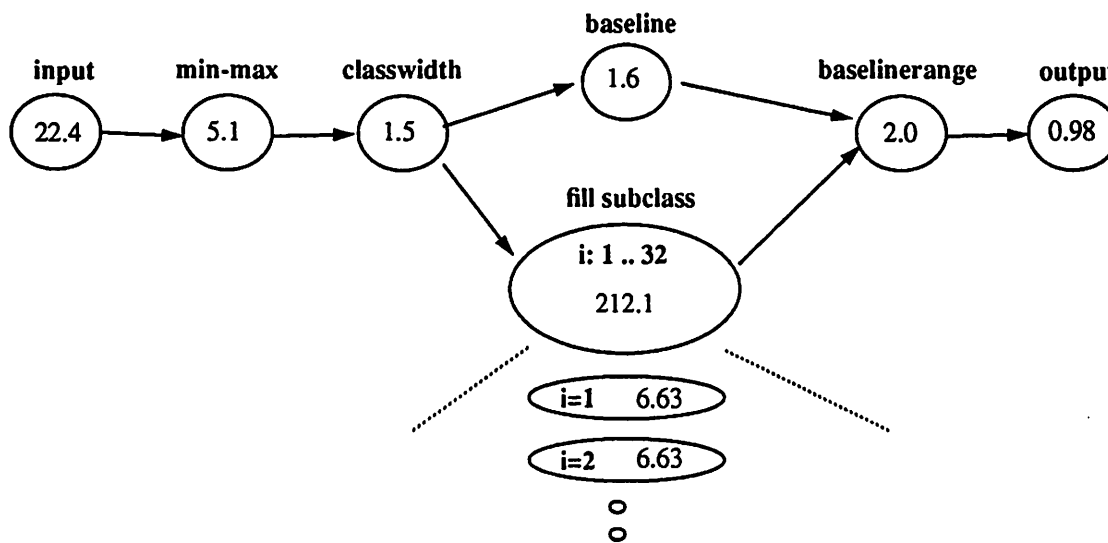 baseline
input min-max classwidth baselinerange output
22.4 5.1 1.5 1.6 2.0 0.98
fill subclass
i: 1 .. 32
212.1
i=1 6.63
i=2 6.63